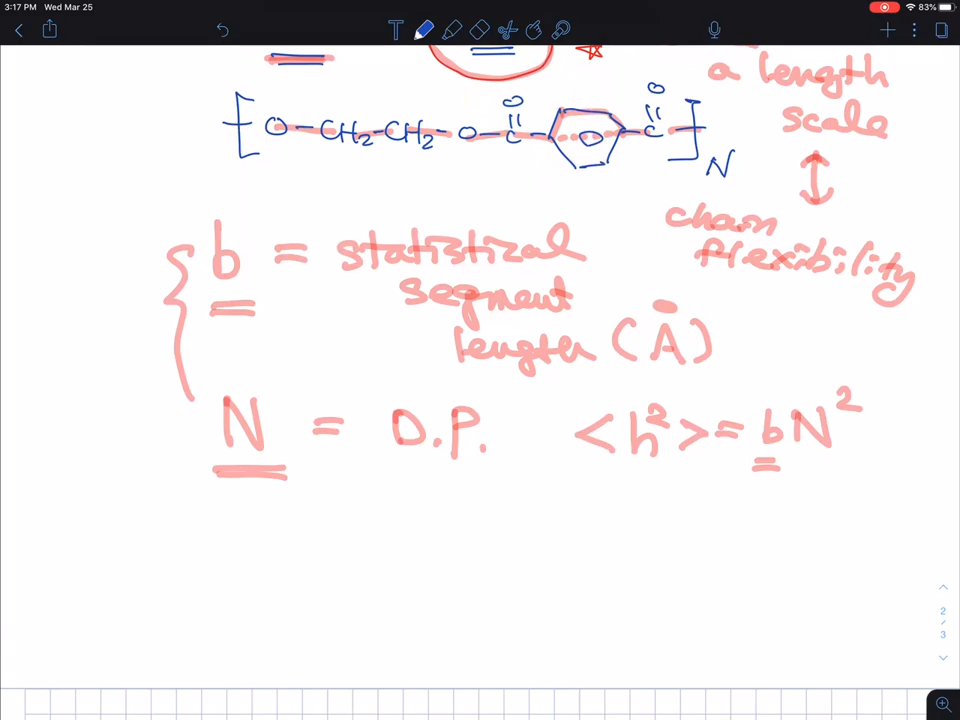 3:17 PM Wed Mar 25
83%
T
a length
scale
O
O
O-CH2-CH2-O-C
C
N
chain
flexibility
b = statistical
segment
length (Å)
N = D.P. <h²> = bN²
2
/
3